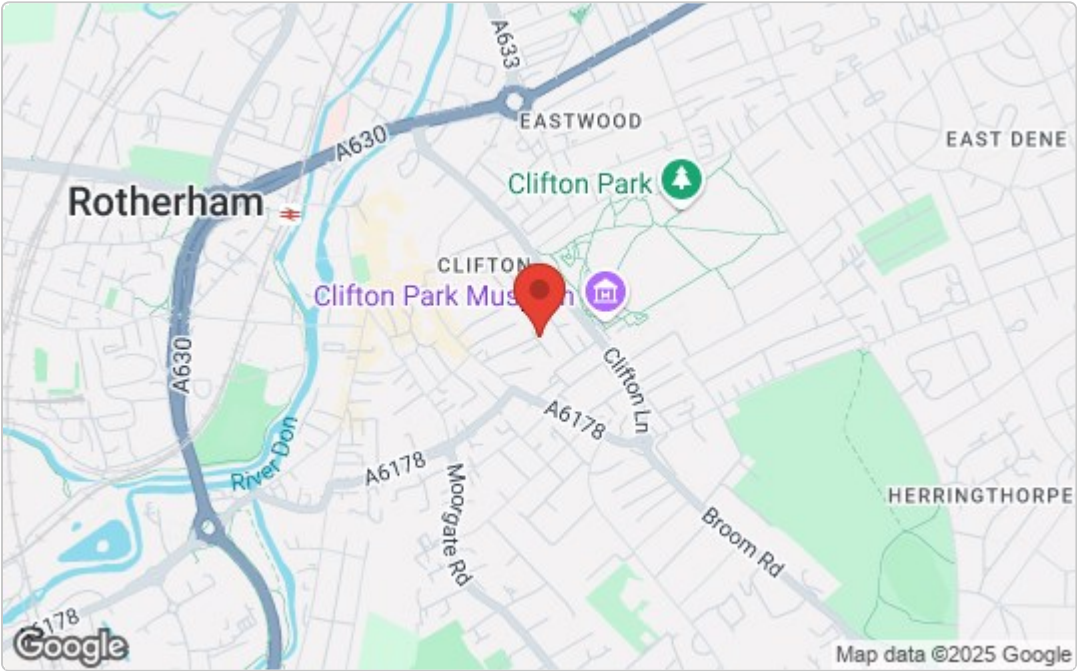 A633
EASTWOOD
A630
EAST DENE
Clifton Park
Rotherham
CLIFTON
Clifton Park Museum
A630
Clifton Ln
A6178
River Don
A6178
Moorgate Rd
HERRINGTHORPE
Broom Rd
A6178
Google
Map data ©2025 Google